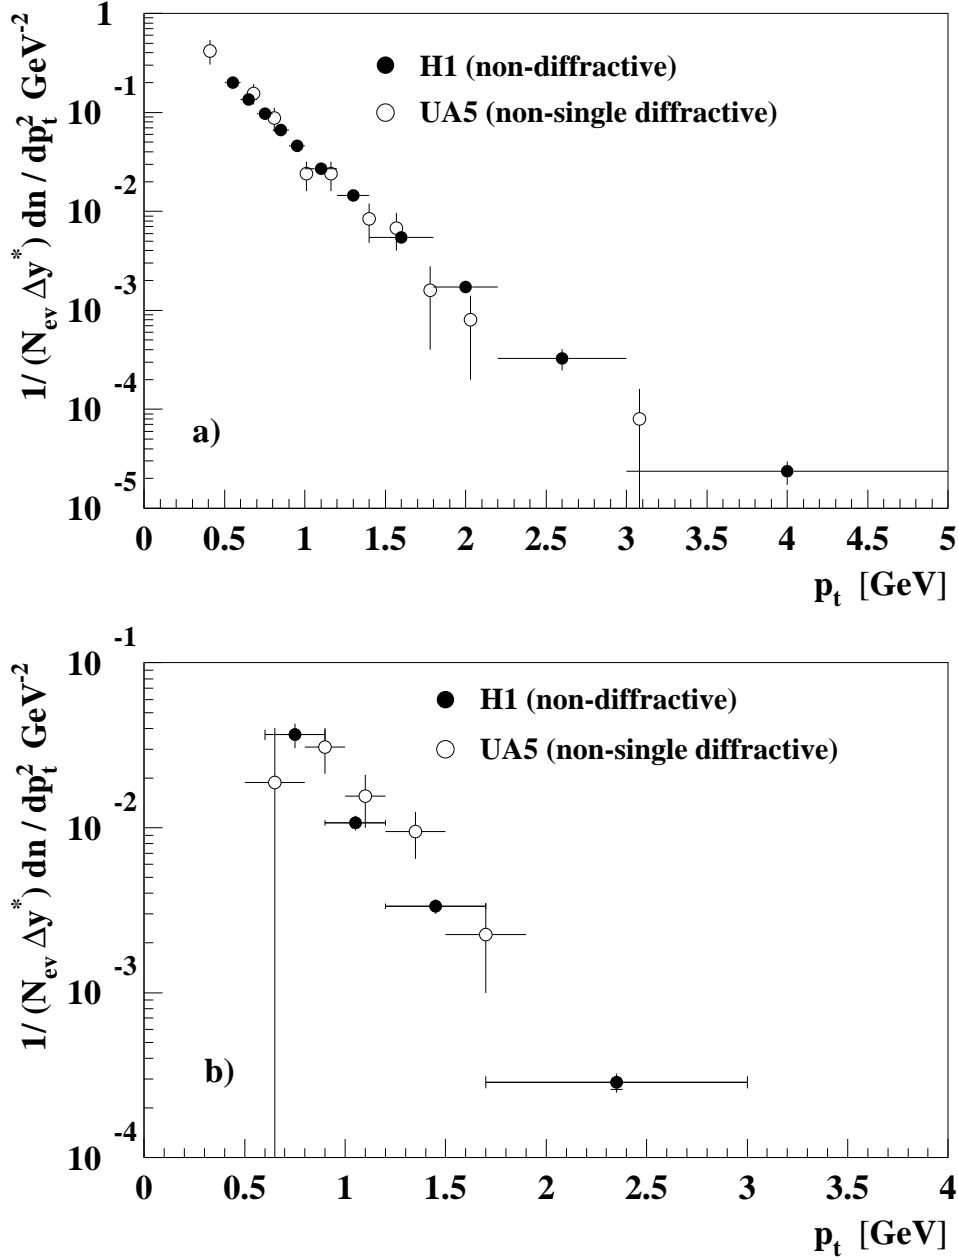 1
H1 (non-diffractive)
UA5 (non-single diffractive)
10⁻¹
10⁻²
10⁻³
10⁻⁴
10⁻⁵
1/ (N_ev Δy*) dn / dp_t² GeV⁻²
a)
0 0.5 1 1.5 2 2.5 3 3.5 4 4.5 5
p_t [GeV]
10⁻¹
H1 (non-diffractive)
UA5 (non-single diffractive)
10⁻²
10⁻³
10⁻⁴
1/ (N_ev Δy*) dn / dp_t² GeV⁻²
b)
0 0.5 1 1.5 2 2.5 3 3.5 4
p_t [GeV]